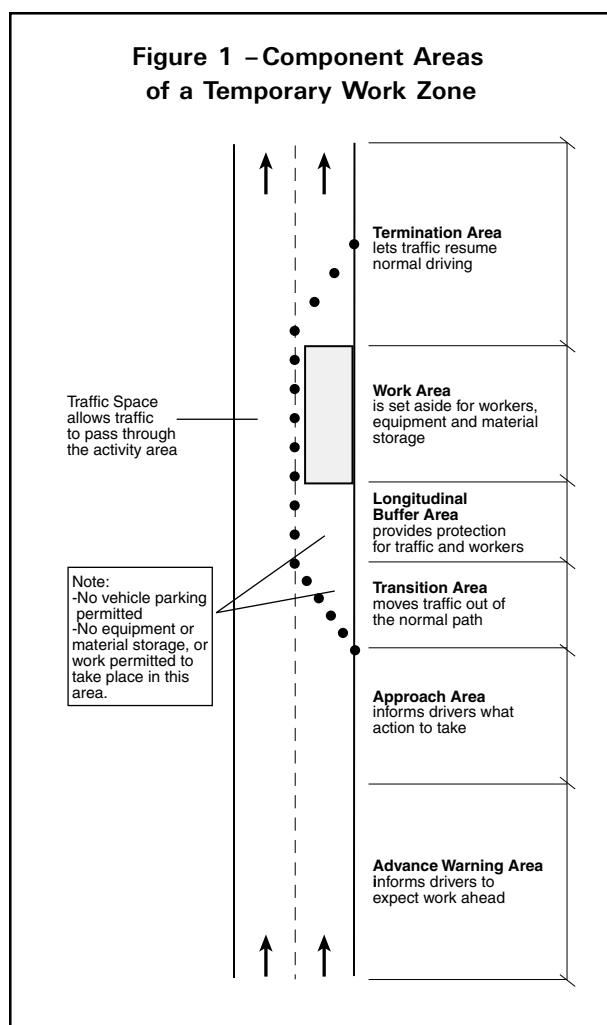 Figure 1 – Component Areas
of a Temporary Work Zone
Termination Area
lets traffic resume
normal driving
Traffic Space
allows traffic
to pass through
the activity area
Work Area
is set aside for workers,
equipment and material
storage
Longitudinal
Buffer Area
provides protection
for traffic and workers
Note:
-No vehicle parking
permitted
-No equipment or
material storage, or
work permitted to
take place in this
area.
Transition Area
moves traffic out of
the normal path
Approach Area
informs drivers what
action to take
Advance Warning Area
informs drivers to
expect work ahead